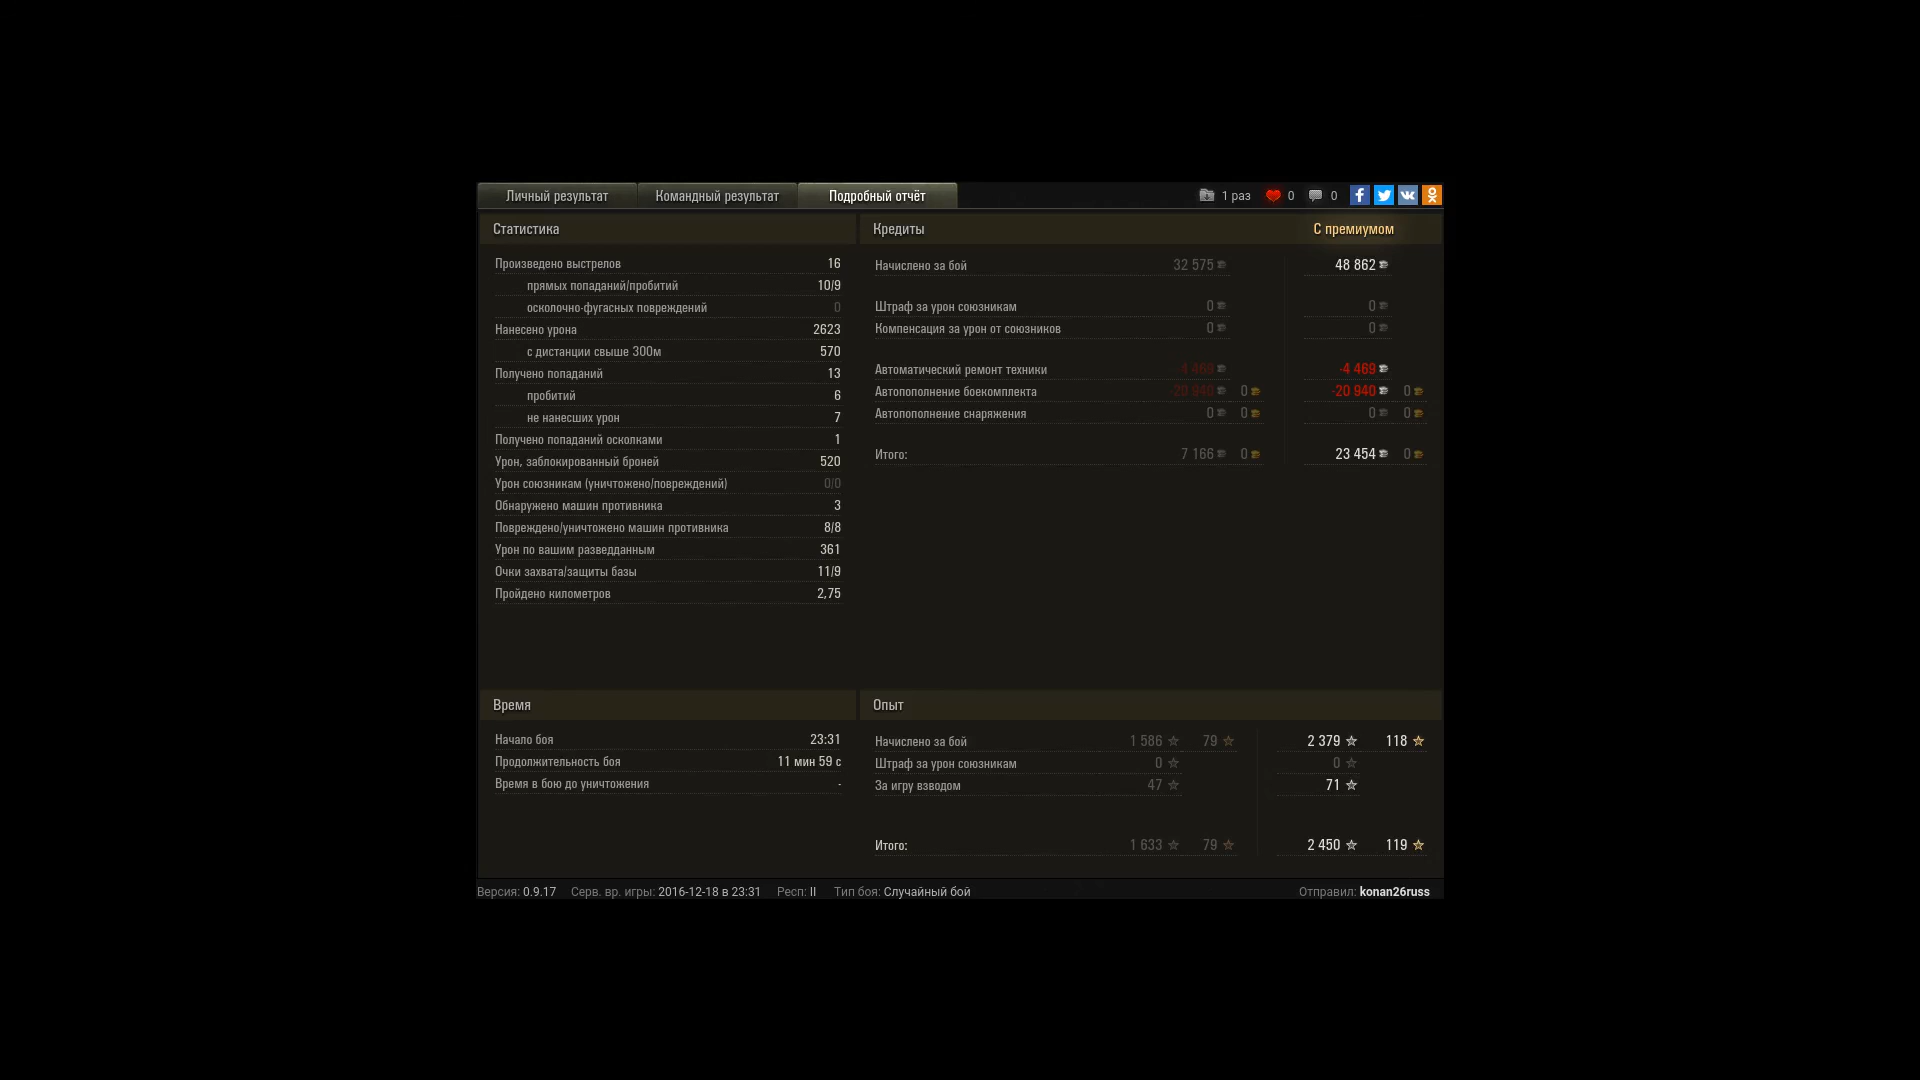 Личный результат Командный результат Подробный отчёт 1 раз 0 0
Статистика
Произведено выстрелов 16
прямых попаданий/пробитий 10/9
осколочно-фугасных повреждений 0
Нанесено урона 2623
с дистанции свыше 300м 570
Получено попаданий 13
пробитий 6
не нанесших урон 7
Получено попаданий осколками 1
Урон, заблокированный броней 520
Урон союзникам (уничтожено/повреждений) 0/0
Обнаружено машин противника 3
Повреждено/уничтожено машин противника 8/8
Урон по вашим разведданным 361
Очки захвата/защиты базы 11/9
Пройдено километров 2,75
Кредиты С премиумом
Начислено за бой 32 575 48 862
Штраф за урон союзникам 0 0
Компенсация за урон от союзников 0 0
Автоматический ремонт техники -4 469 -4 469
Автопополнение боекомплекта -20 940 0 -20 940 0
Автопополнение снаряжения 0 0 0 0
Итого: 7 166 0 23 454 0
Время
Начало боя 23:31
Продолжительность боя 11 мин 59 с
Время в бою до уничтожения -
Опыт
Начислено за бой 1 586 79 2 379 118
Штраф за урон союзникам 0 0
За игру взводом 47 71
Итого: 1 633 79 2 450 119
Версия: 0.9.17 Серв. вр. игры: 2016-12-18 в 23:31 Респ: II Тип боя: Случайный бой Отправил: konan26russ